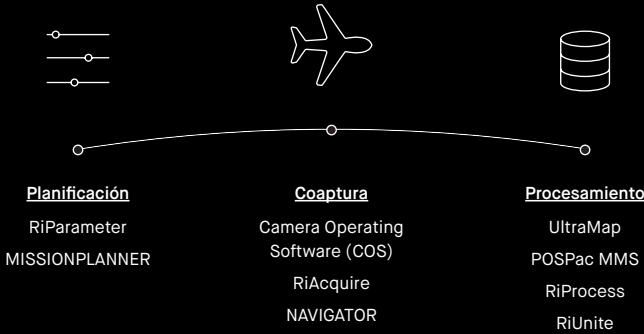 Planificación
RiParameter
MISSIONPLANNER
Coaptura
Camera Operating
Software (COS)
RiAcquire
NAVIGATOR
Procesamiento
UltraMap
POSPac MMS
RiProcess
RiUnite